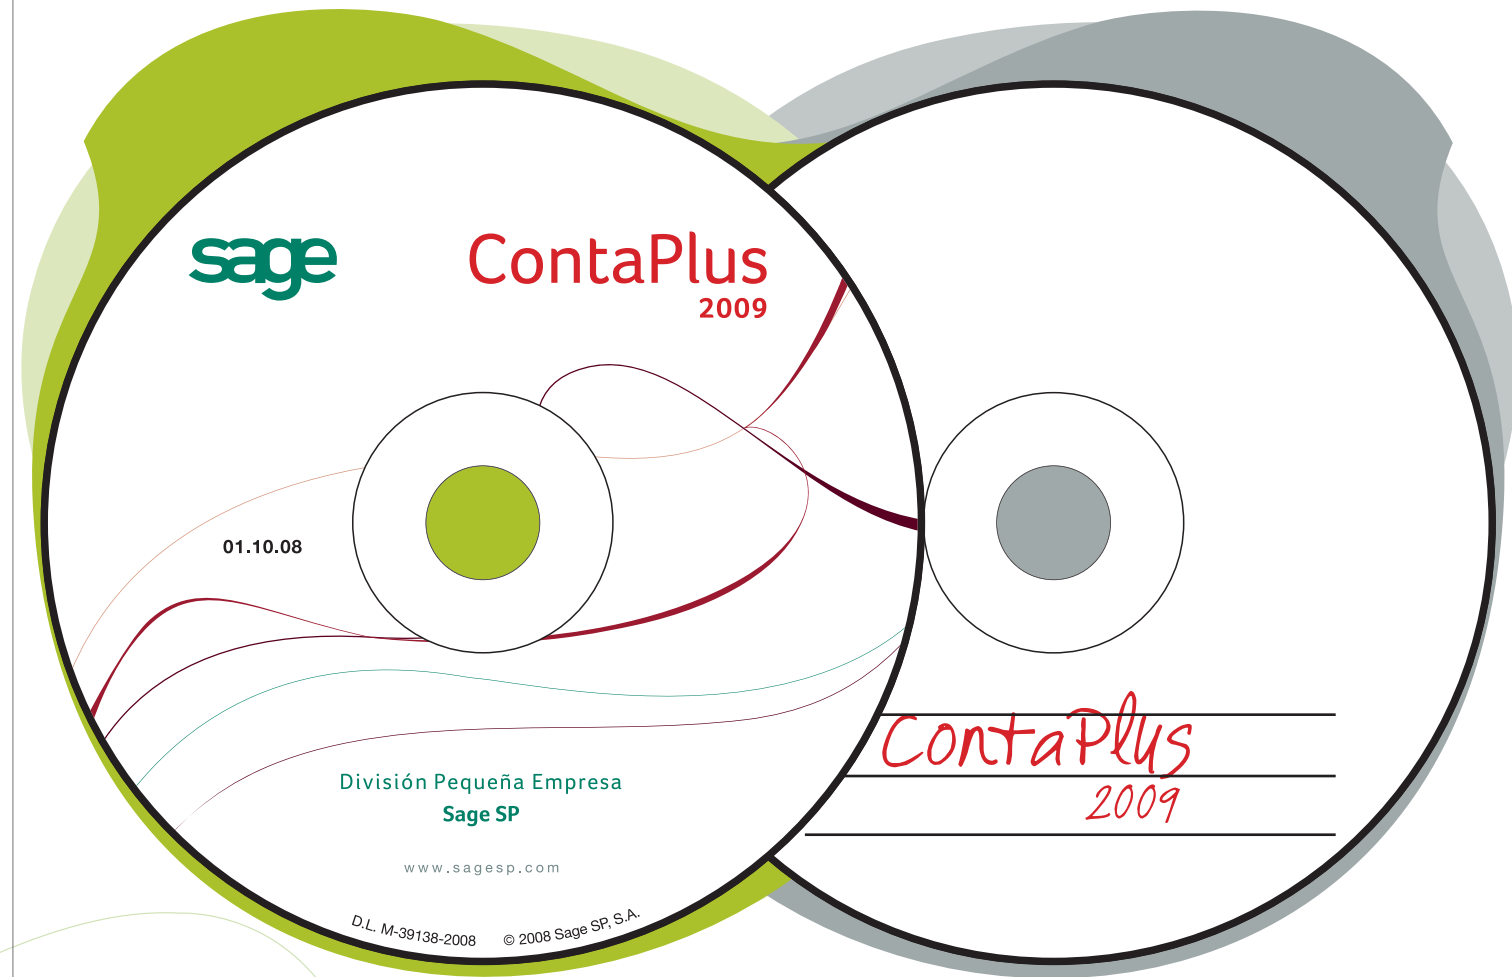 sage
ContaPlus
2009
01.10.08
División Pequeña Empresa
Sage SP
www.sagesp.com
D.L. M-39138-2008 © 2008 Sage SP, S.A.
ContaPlus
2009